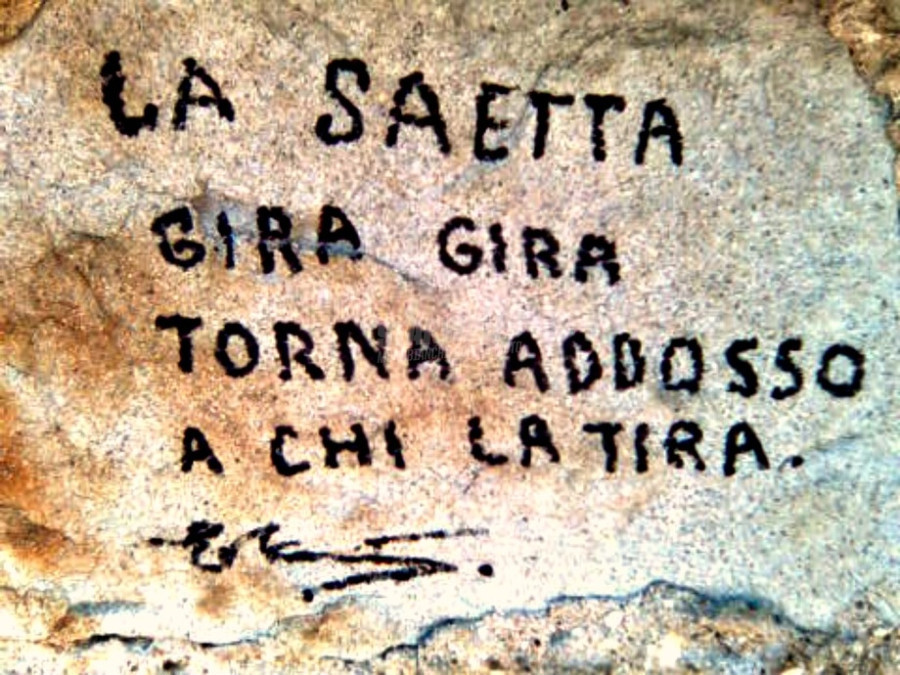 LA SAETTA
GIRA GIRA
TORNA ADDOSSO
A CHI LA TIRA.